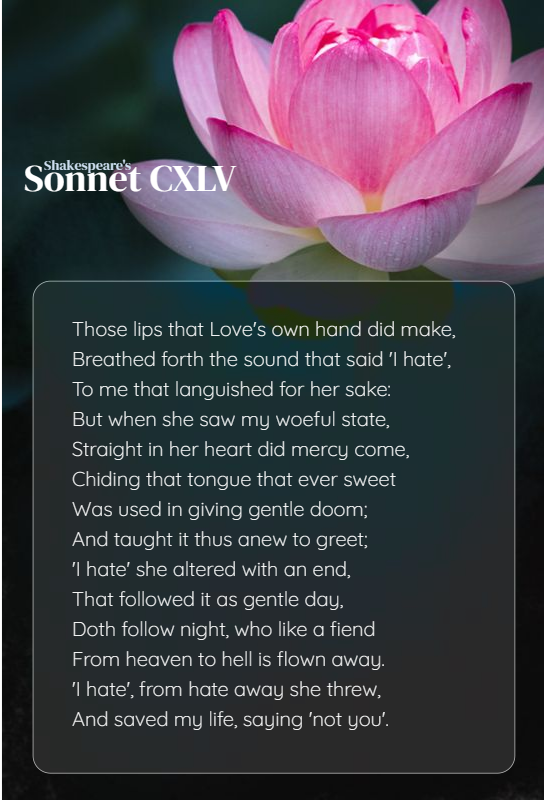 Shakespeare's
Sonnet CXLV
Those lips that Love's own hand did make,
Breathed forth the sound that said 'I hate',
To me that languished for her sake:
But when she saw my woeful state,
Straight in her heart did mercy come,
Chiding that tongue that ever sweet
Was used in giving gentle doom;
And taught it thus anew to greet;
'I hate' she altered with an end,
That followed it as gentle day,
Doth follow night, who like a fiend
From heaven to hell is flown away.
'I hate', from hate away she threw,
And saved my life, saying 'not you'.